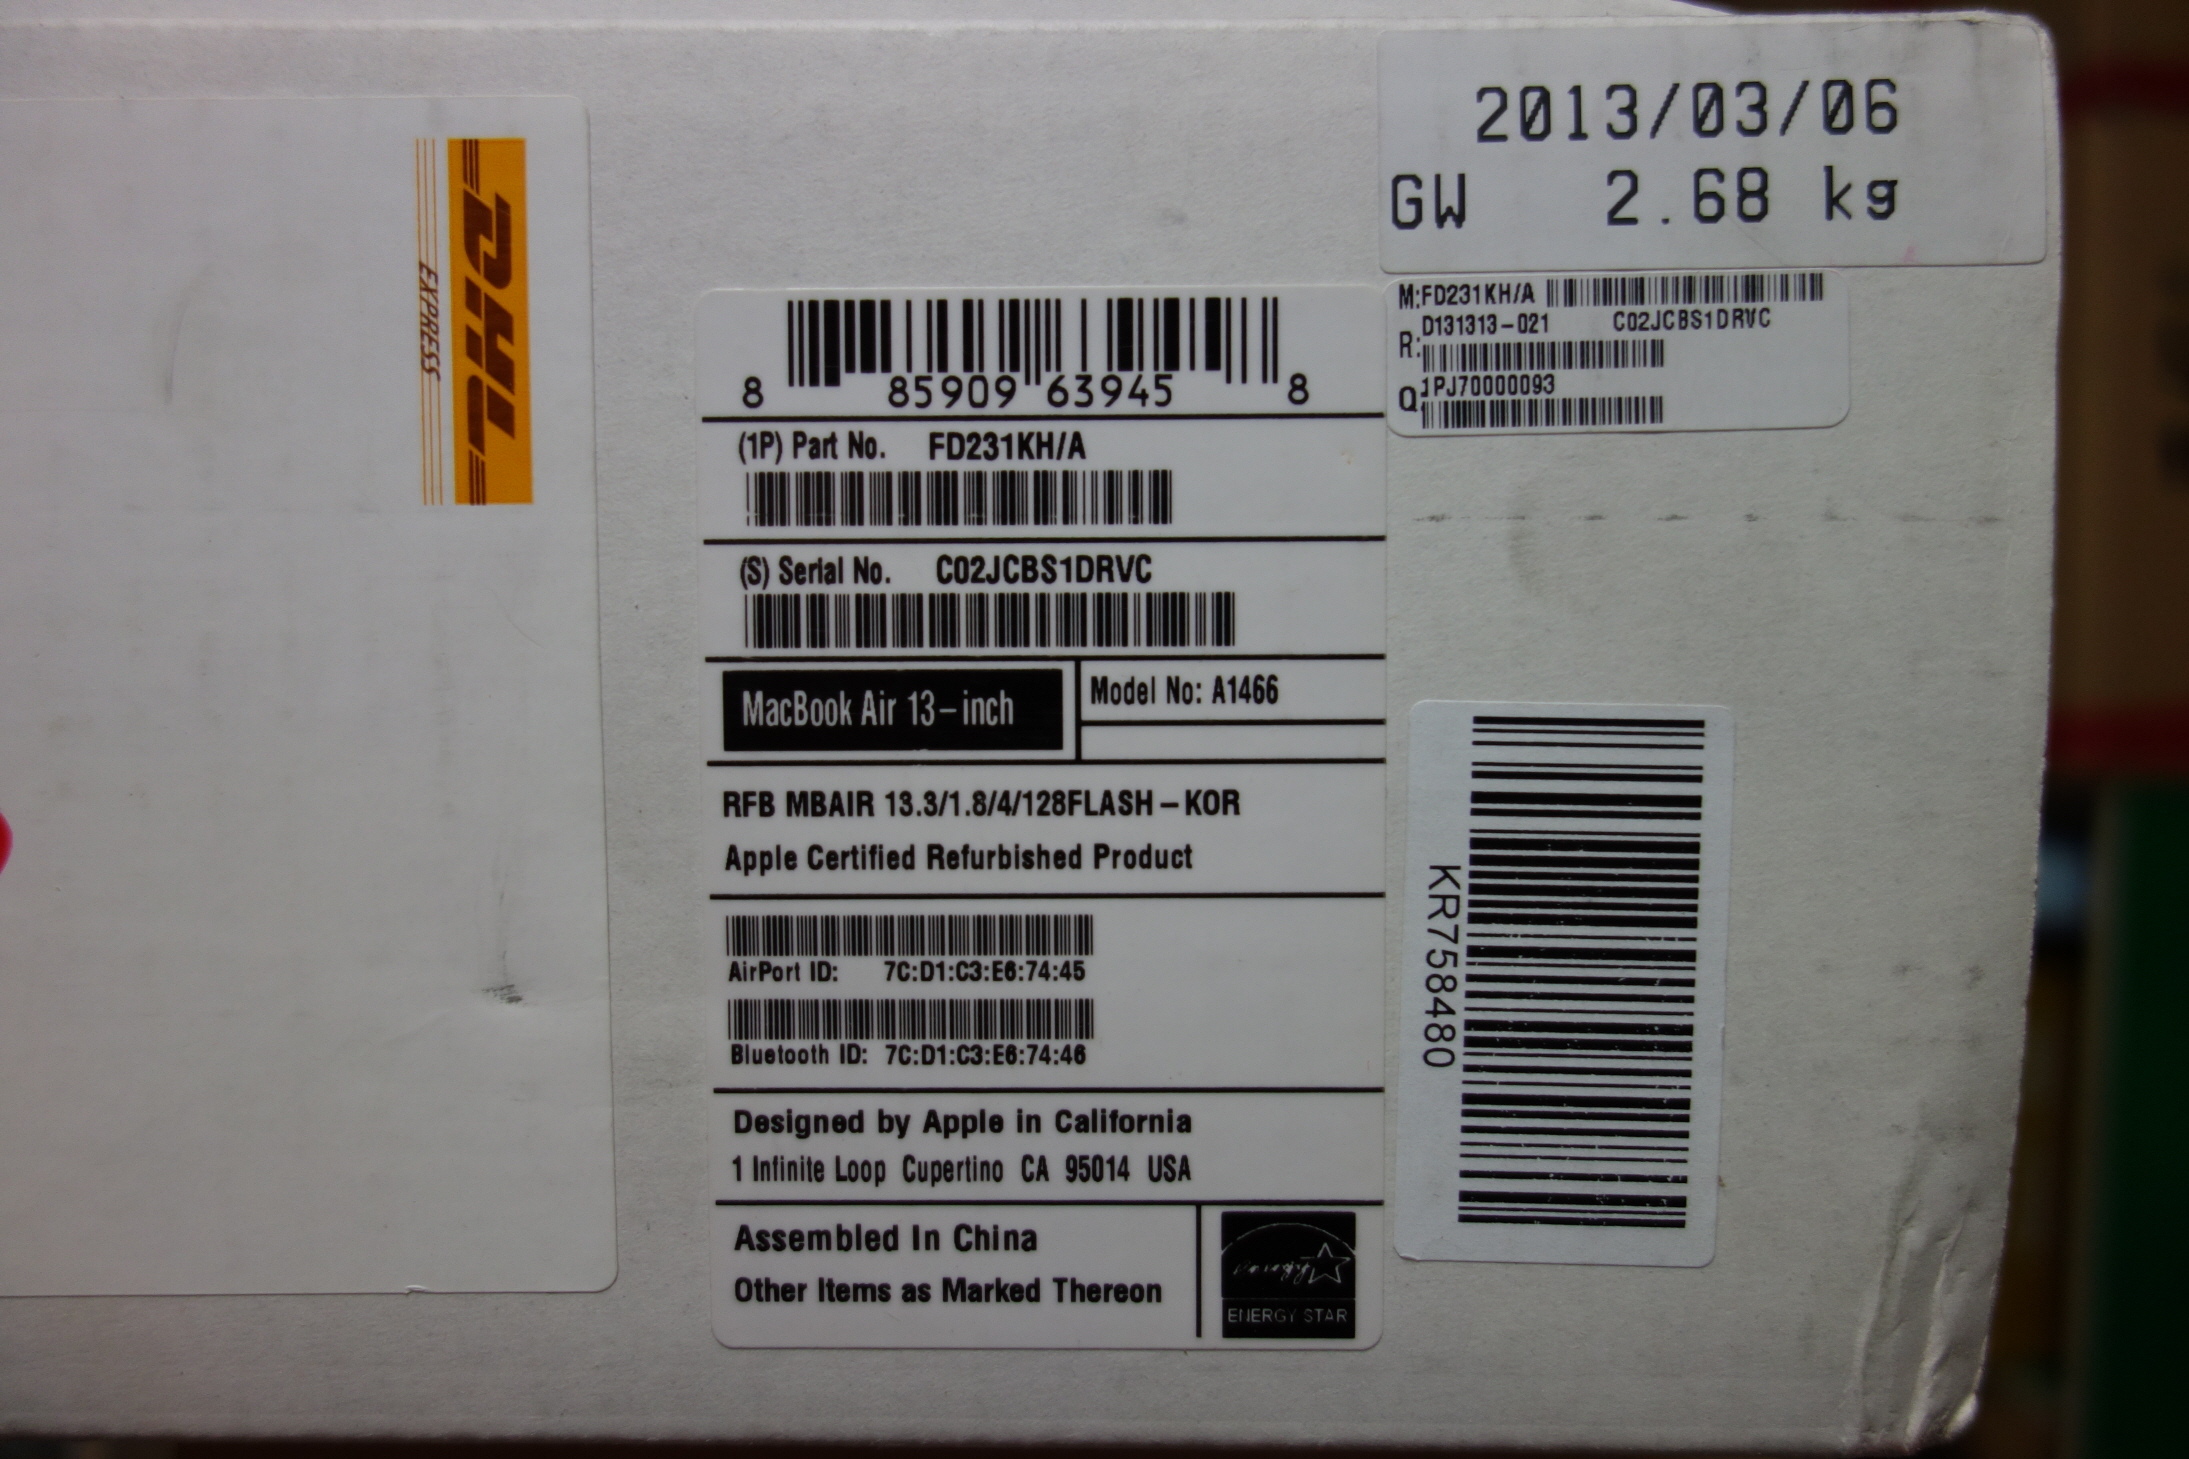 DHL
EXPRESS
2013/03/06
GW 2.68 kg
M:FD231KH/A
D131313-021 C02JCBS1DRVC
R:
1PJ70000093
Q
8 85909 63945 8
(1P) Part No. FD231KH/A
(S) Serial No. C02JCBS1DRVC
MacBook Air 13-inch
Model No: A1466
RFB MBAIR 13.3/1.8/4/128FLASH-KOR
Apple Certified Refurbished Product
AirPort ID: 7C:D1:C3:E6:74:45
Bluetooth ID: 7C:D1:C3:E6:74:46
Designed by Apple in California
1 Infinite Loop Cupertino CA 95014 USA
Assembled In China
Other Items as Marked Thereon
energy
ENERGY STAR
KR758480